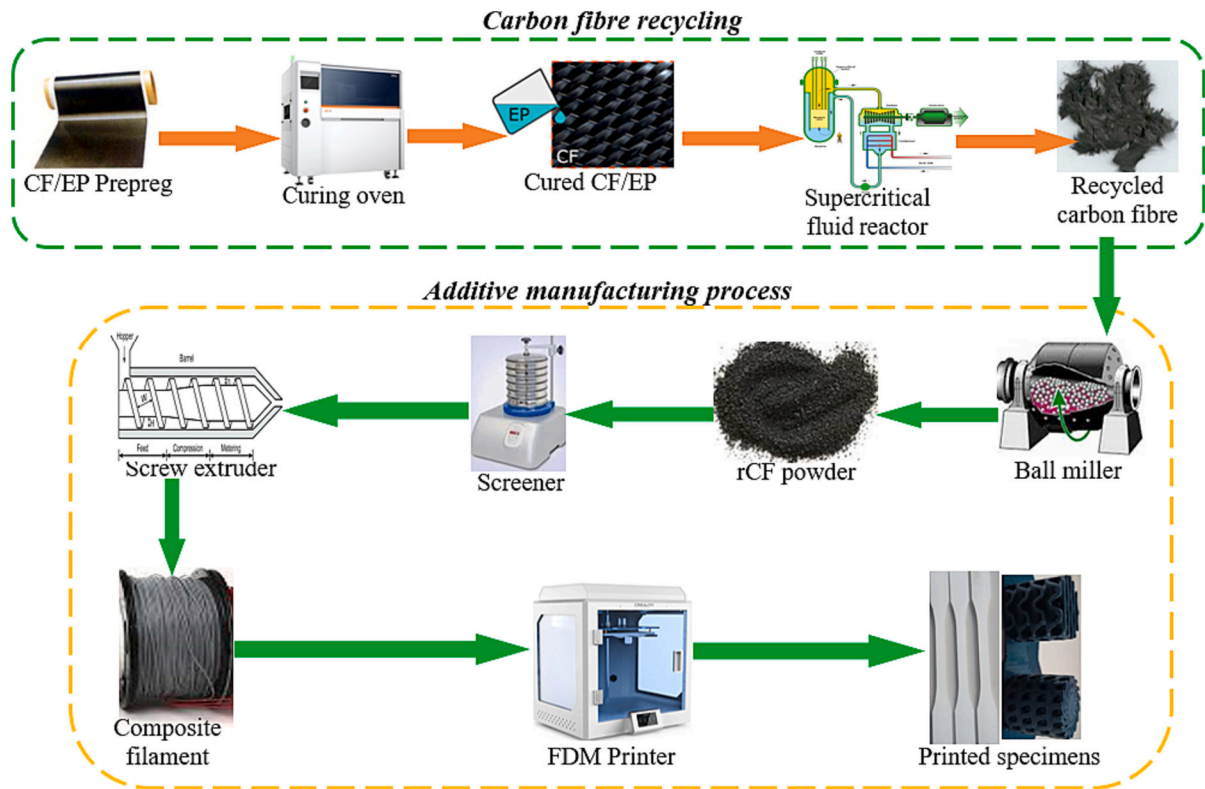 Carbon fibre recycling
CF/EP Prepreg
Curing oven
EP
CF
Cured CF/EP
Supercritical
fluid reactor
Recycled
carbon fibre
Additive manufacturing process
Hopper
Barrel
Feed
Compression
Metering
Screw extruder
Screener
rCF powder
Ball miller
Composite
filament
CREALITY
FDM Printer
Printed specimens